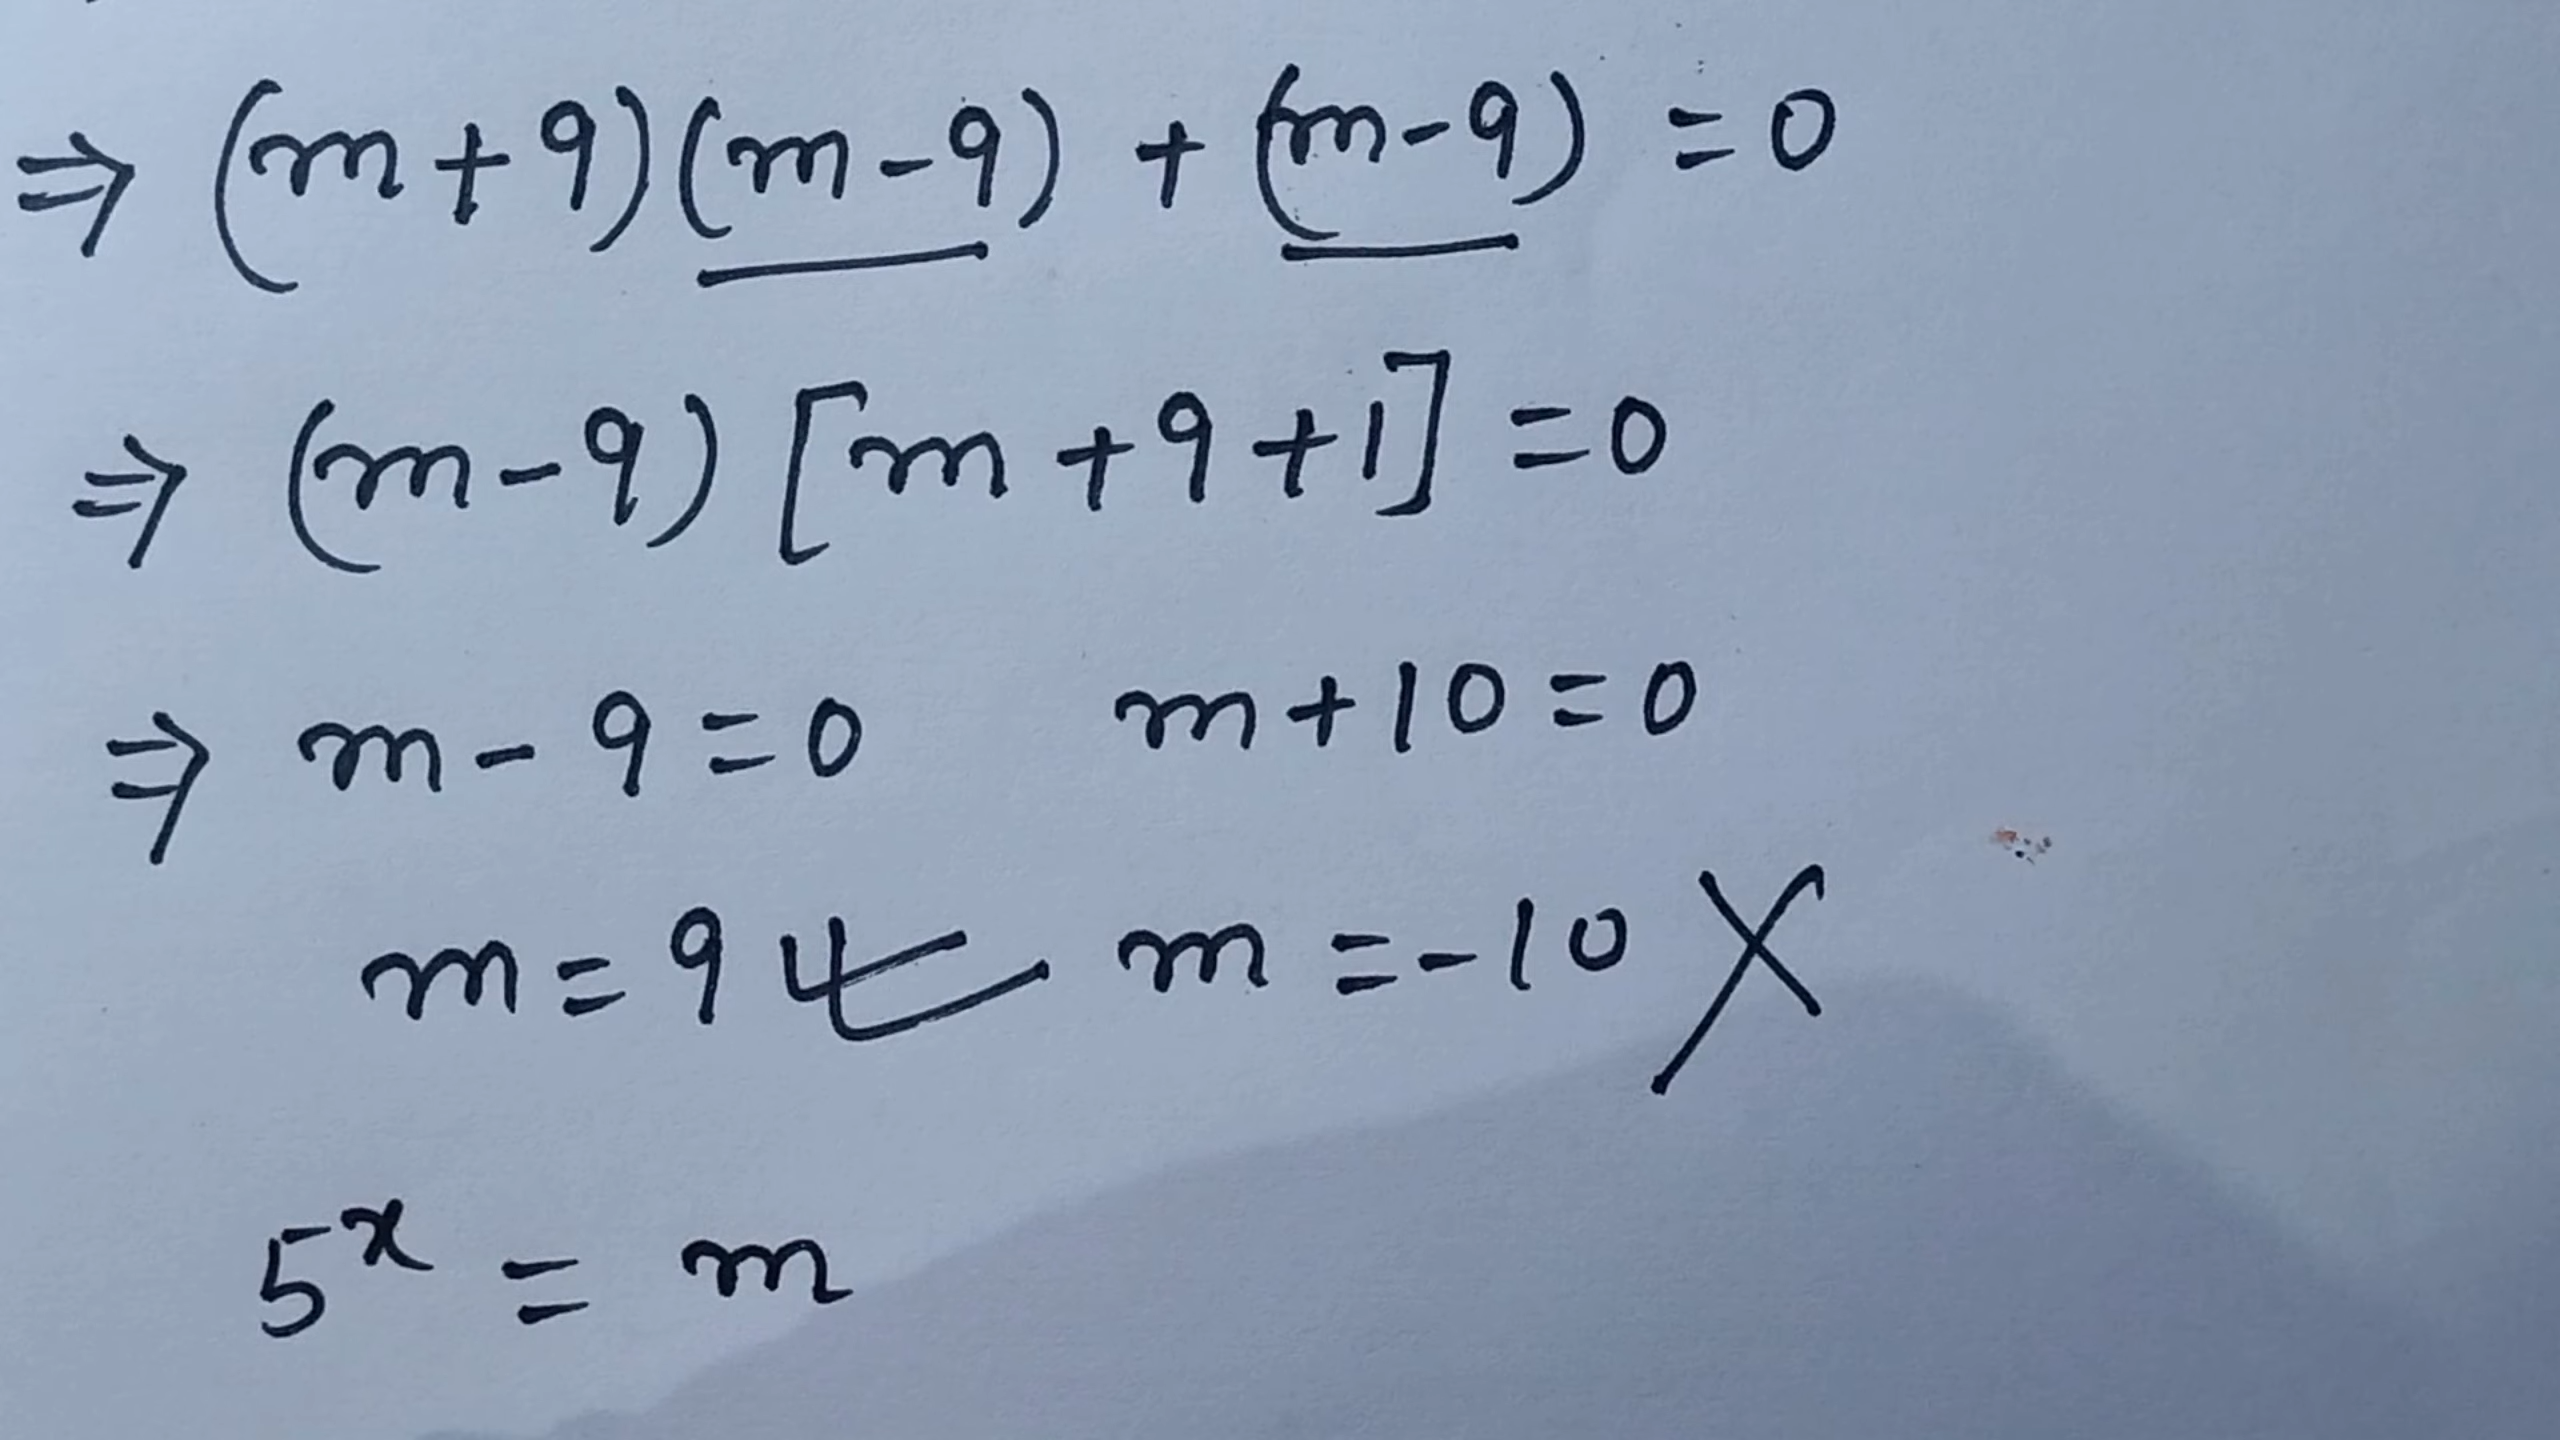 ⇒ (m+9)(m-9) + (m-9) = 0
⇒ (m-9) [m+9+1] = 0
⇒ m-9=0 m+10=0
m=9 ✓ m=-10 X
5^x = m